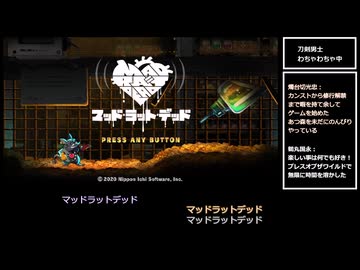 MAD
RAT
DEAD
マッドラットデッド
PRESS ANY BUTTON
© 2020 Nippon Ichi Software, Inc.
マッドラットデッド
マッドラットデッド
マッドラットデッド
刀剣男士
わちゃわちゃ中
燭台切光忠：
カンストから修行解禁
まで暇を持て余して
ゲームを始めた
あつ森を未だにのんびり
やっている
鶴丸国永：
楽しい事は何でも好き！
ブレスオブザワイルドで
無限に時間を溶かした